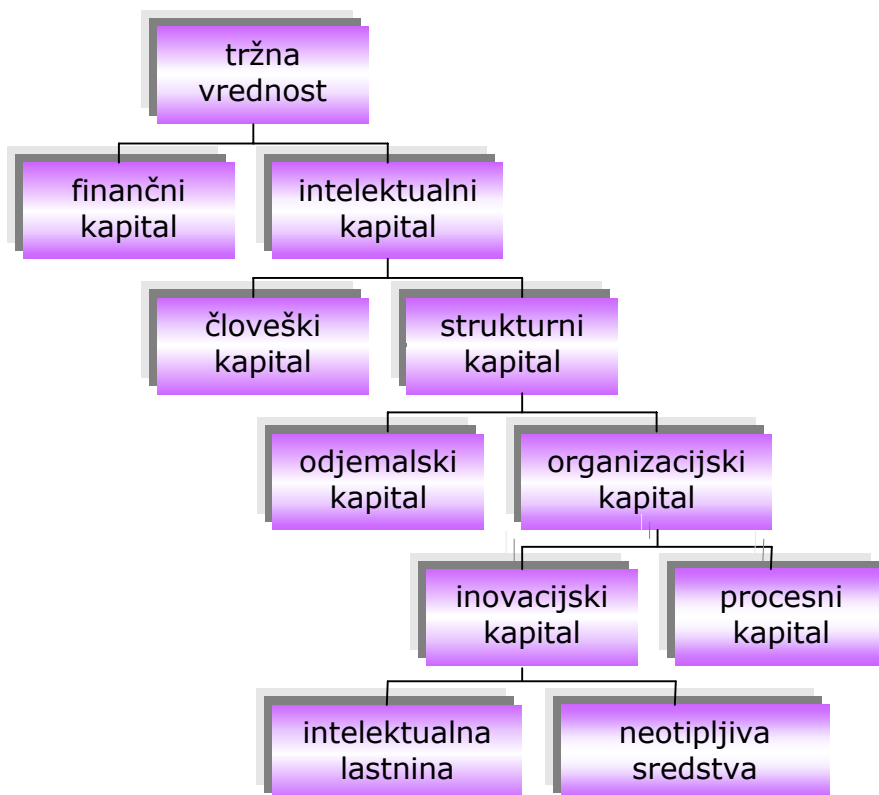 tržna
vrednost
finančni
kapital
intelektualni
kapital
človeški
kapital
strukturni
kapital
odjemalski
kapital
organizacijski
kapital
inovacijski
kapital
procesni
kapital
intelektualna
lastnina
neotipljiva
sredstva